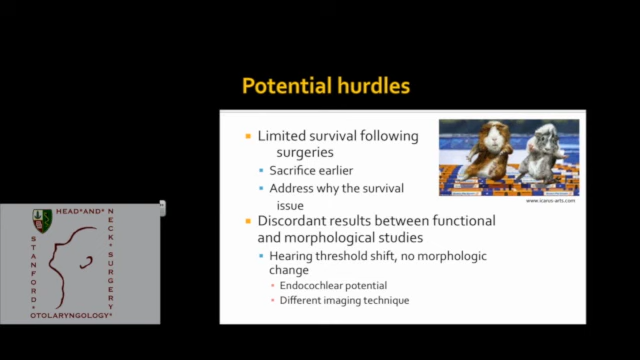 Potential hurdles
Limited survival following
surgeries
Sacrifice earlier
Address why the survival
issue
www.icarus-arts.com
Discordant results between functional
and morphological studies
Hearing threshold shift, no morphologic
change
Endocochlear potential
Different imaging technique
HEAD*AND*
NECK*SURGERY
STANFORD
OTOLARYNGOLOGY*